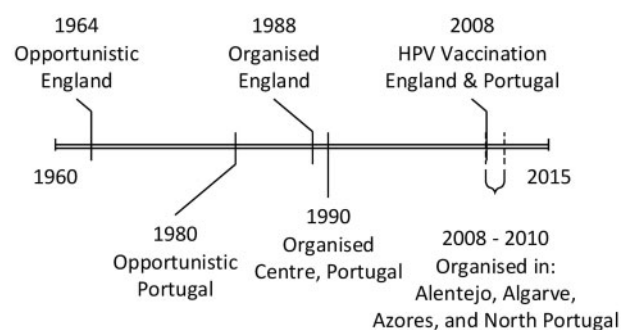 1964
Opportunistic
England
1988
Organised
England
2008
HPV Vaccination
England & Portugal
1960
2015
1980
Opportunistic
Portugal
1990
Organised
Centre, Portugal
2008 - 2010
Organised in:
Alentejo, Algarve,
Azores, and North Portugal